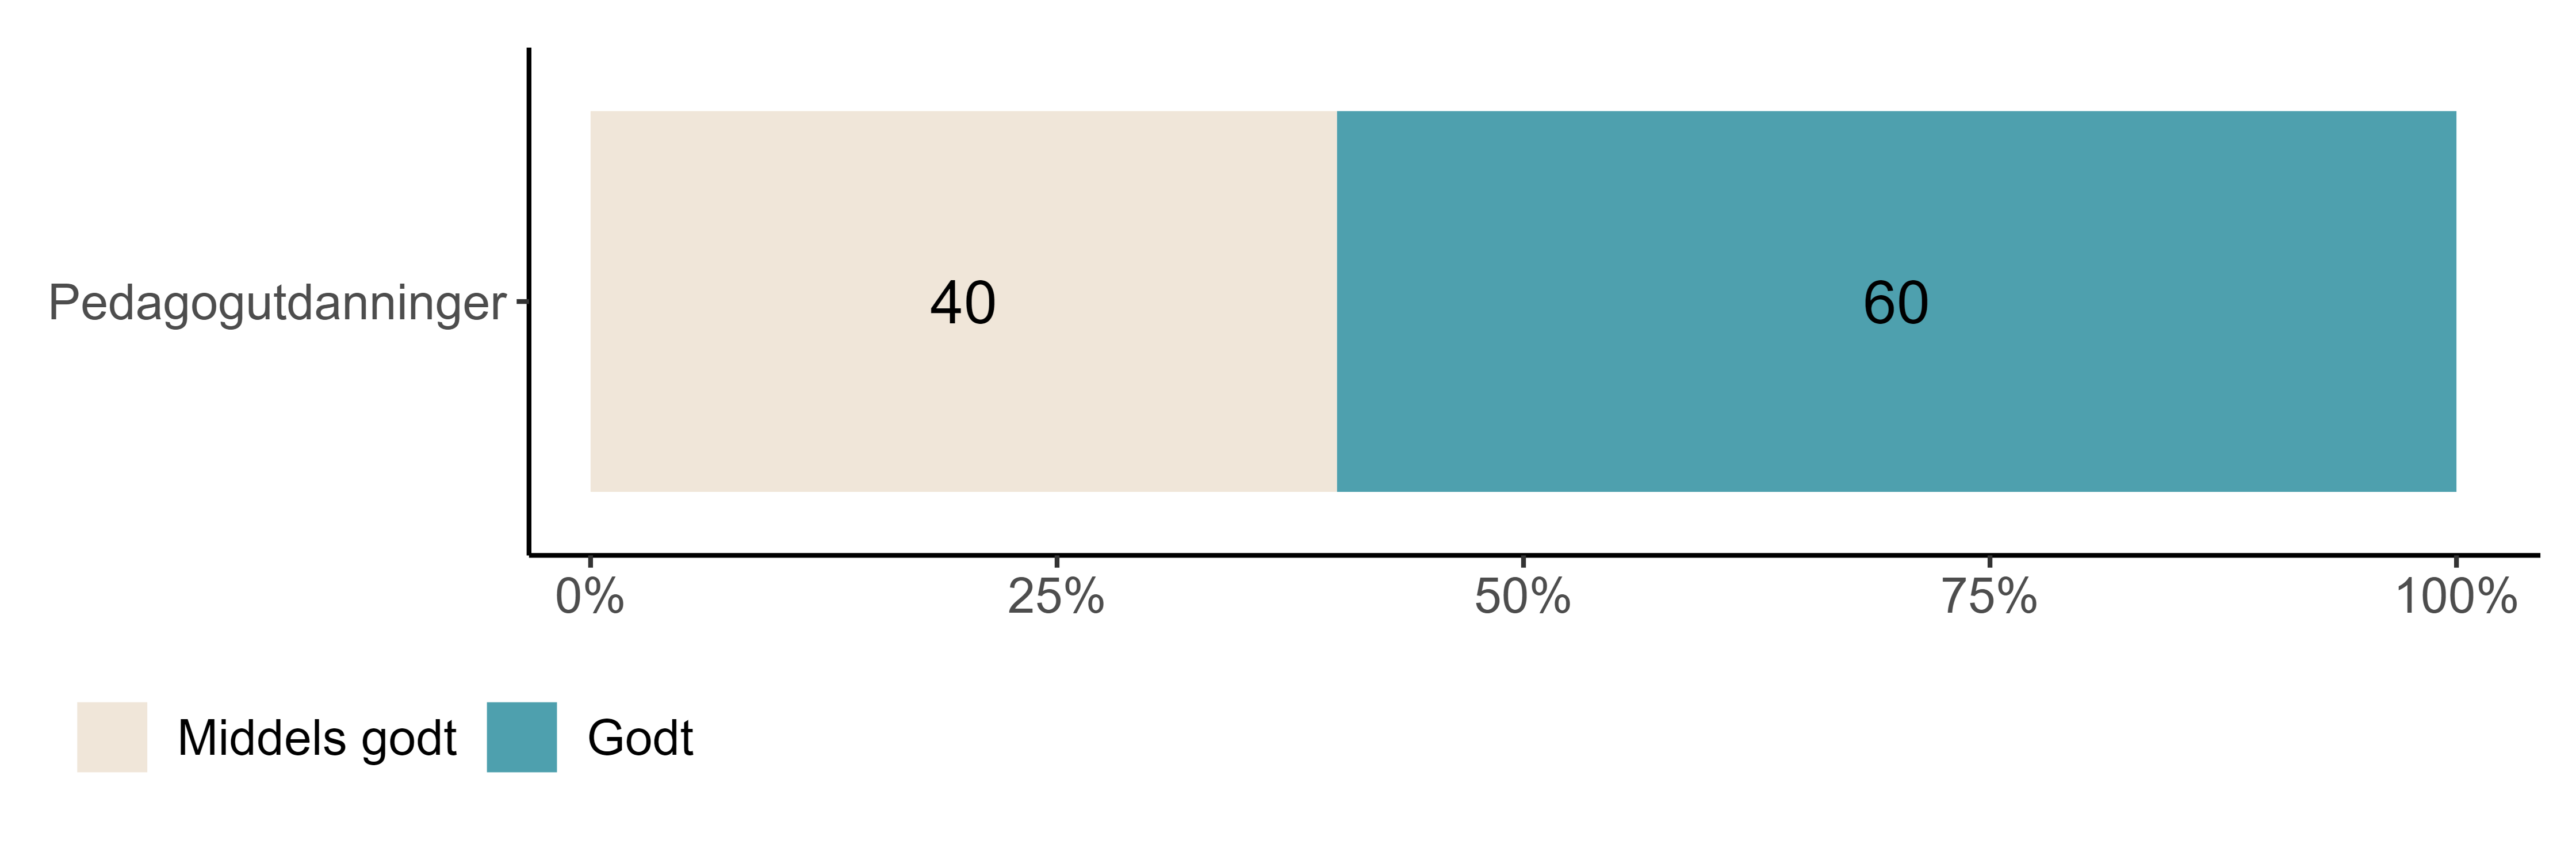 Pedagogutdanninger
40 60
0% 25% 50% 75% 100%
Middels godt Godt